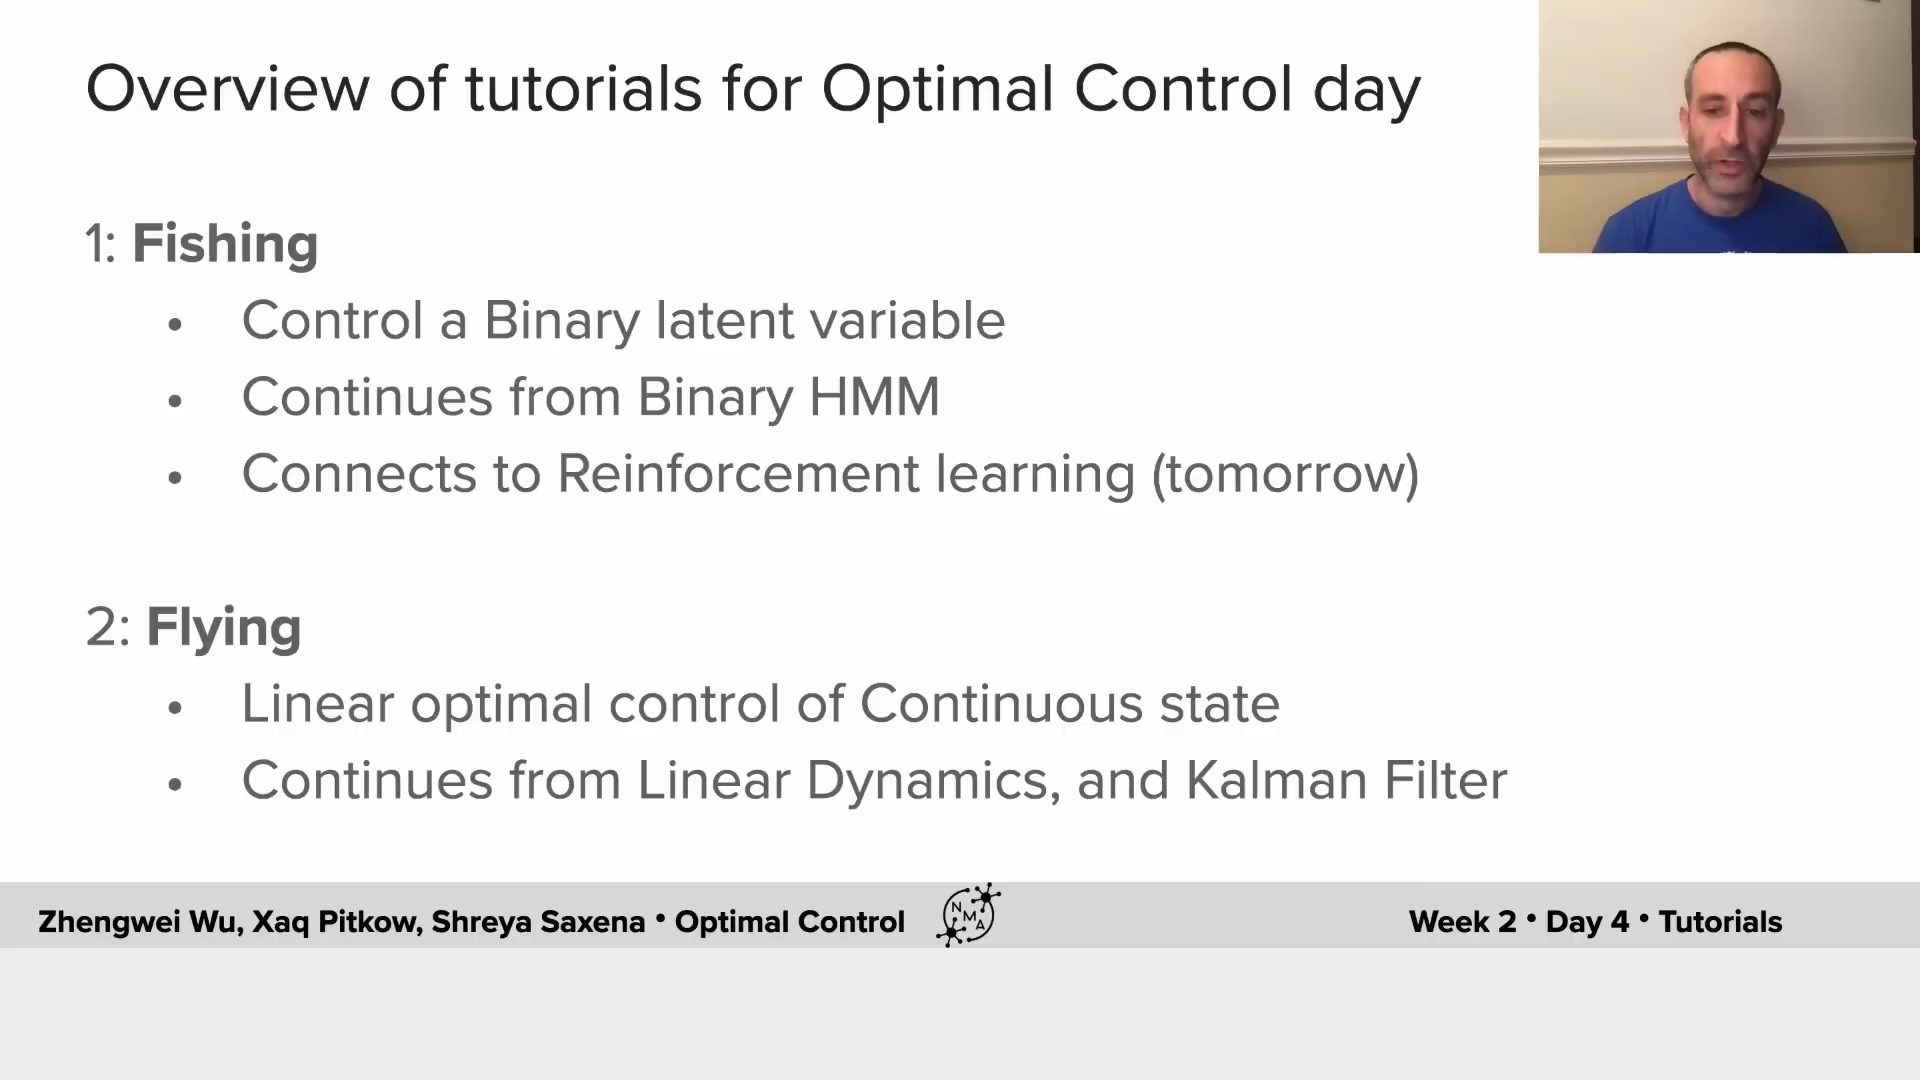 Overview of tutorials for Optimal Control day
1: Fishing
• Control a Binary latent variable
• Continues from Binary HMM
• Connects to Reinforcement learning (tomorrow)
2: Flying
• Linear optimal control of Continuous state
• Continues from Linear Dynamics, and Kalman Filter
Zhengwei Wu, Xaq Pitkow, Shreya Saxena • Optimal Control
NMA
Week 2 • Day 4 • Tutorials